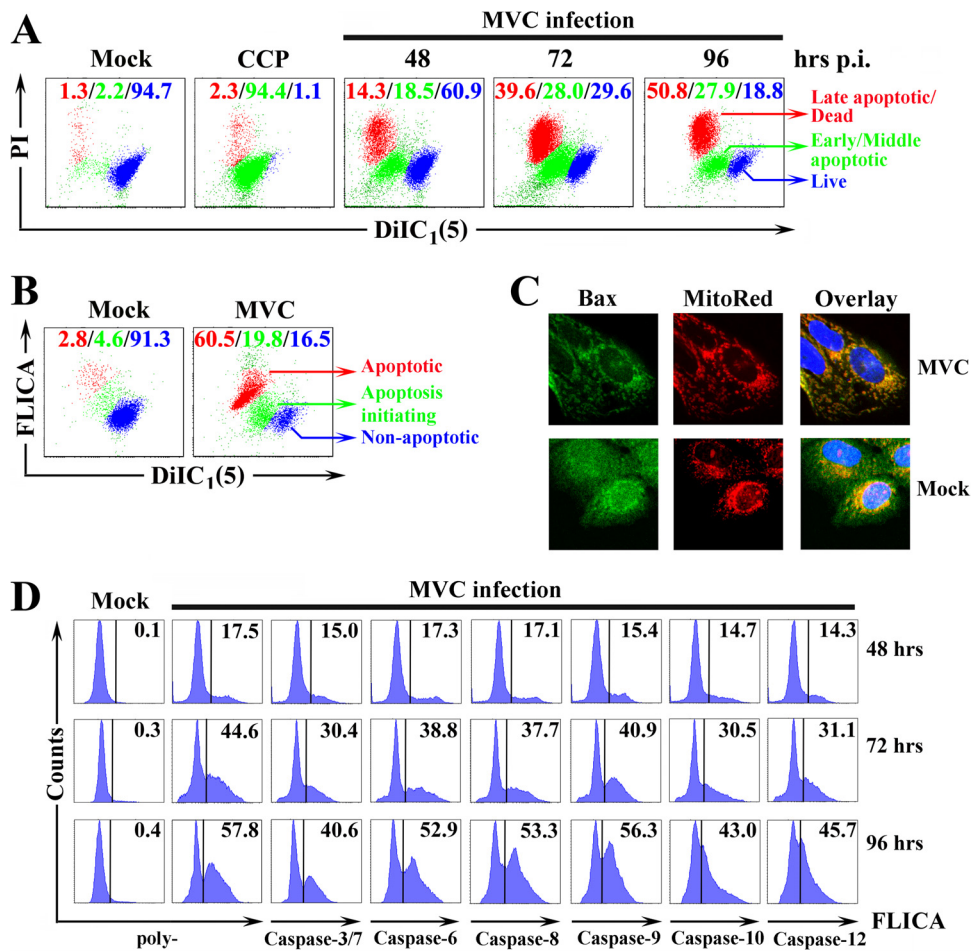 A
MVC infection
Mock CCP 48 72 96 hrs p.i.
1.3/2.2/94.7 2.3/94.4/1.1 14.3/18.5/60.9 39.6/28.0/29.6 50.8/27.9/18.8
Late apoptotic/
Dead
Early/Middle
apoptotic
Live
PI
DiIC1(5)
B
Mock MVC
2.8/4.6/91.3 60.5/19.8/16.5
Apoptotic
Apoptosis
initiating
Non-apoptotic
FLICA
DiIC1(5)
C
Bax MitoRed Overlay
MVC
Mock
D
Mock MVC infection
0.1 17.5 15.0 17.3 17.1 15.4 14.7 14.3 48 hrs
0.3 44.6 30.4 38.8 37.7 40.9 30.5 31.1 72 hrs
0.4 57.8 40.6 52.9 53.3 56.3 43.0 45.7 96 hrs
Counts
poly- Caspase-3/7 Caspase-6 Caspase-8 Caspase-9 Caspase-10 Caspase-12
FLICA